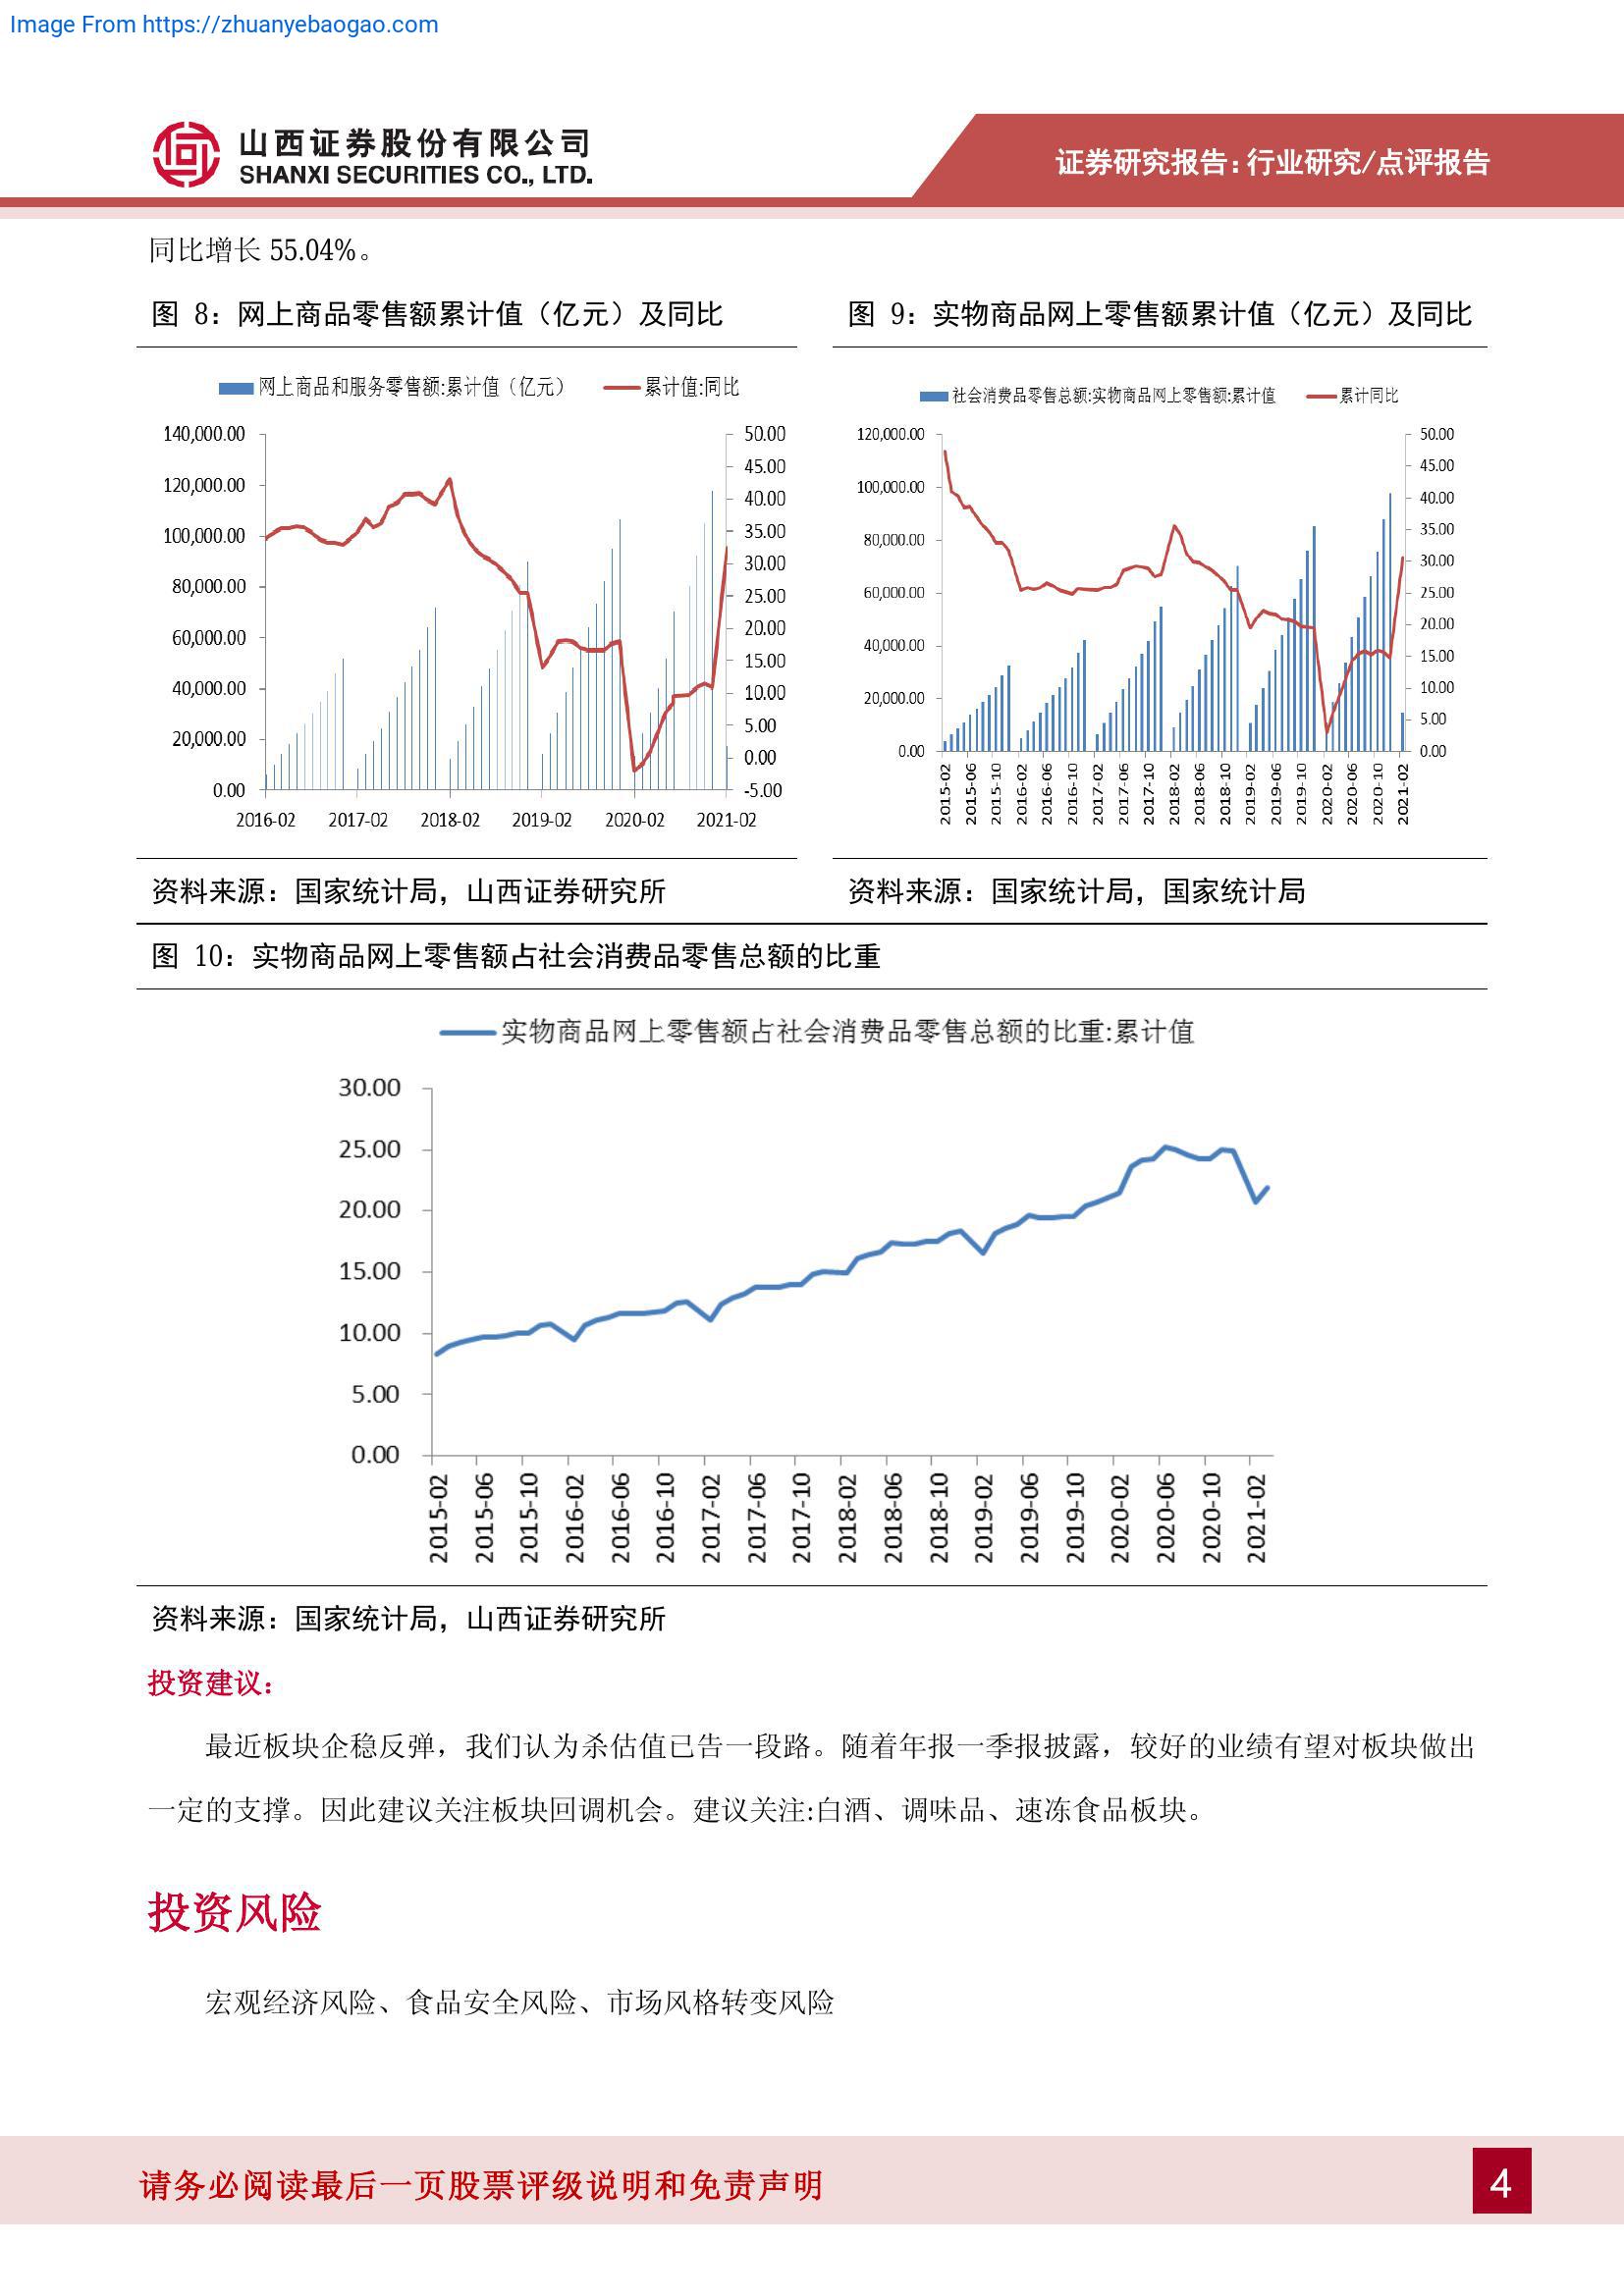 Image From https://zhuanyebaogao.com
山西证券股份有限公司
SHANXI SECURITIES CO., LTD.
证券研究报告:行业研究/点评报告
同比增长 55.04%。
图 8：网上商品零售额累计值（亿元）及同比
图 9：实物商品网上零售额累计值（亿元）及同比
网上商品和服务零售额:累计值（亿元） 累计值:同比
140,000.00
120,000.00
100,000.00
80,000.00
60,000.00
40,000.00
20,000.00
0.00
50.00
45.00
40.00
35.00
30.00
25.00
20.00
15.00
10.00
5.00
0.00
-5.00
2016-02 2017-02 2018-02 2019-02 2020-02 2021-02
社会消费品零售总额:实物商品网上零售额:累计值 累计同比
120,000.00
100,000.00
80,000.00
60,000.00
40,000.00
20,000.00
0.00
50.00
45.00
40.00
35.00
30.00
25.00
20.00
15.00
10.00
5.00
0.00
2015-02 2015-06 2015-10 2016-02 2016-06 2016-10 2017-02 2017-06 2017-10 2018-02 2018-06 2018-10 2019-02 2019-06 2019-10 2020-02 2020-06 2020-10 2021-02
资料来源：国家统计局，山西证券研究所
资料来源：国家统计局，国家统计局
图 10：实物商品网上零售额占社会消费品零售总额的比重
实物商品网上零售额占社会消费品零售总额的比重:累计值
30.00
25.00
20.00
15.00
10.00
5.00
0.00
2015-02 2015-06 2015-10 2016-02 2016-06 2016-10 2017-02 2017-06 2017-10 2018-02 2018-06 2018-10 2019-02 2019-06 2019-10 2020-02 2020-06 2020-10 2021-02
资料来源：国家统计局，山西证券研究所
投资建议：
最近板块企稳反弹，我们认为杀估值已告一段路。随着年报一季报披露，较好的业绩有望对板块做出
一定的支撑。因此建议关注板块回调机会。建议关注:白酒、调味品、速冻食品板块。
投资风险
宏观经济风险、食品安全风险、市场风格转变风险
请务必阅读最后一页股票评级说明和免责声明
4